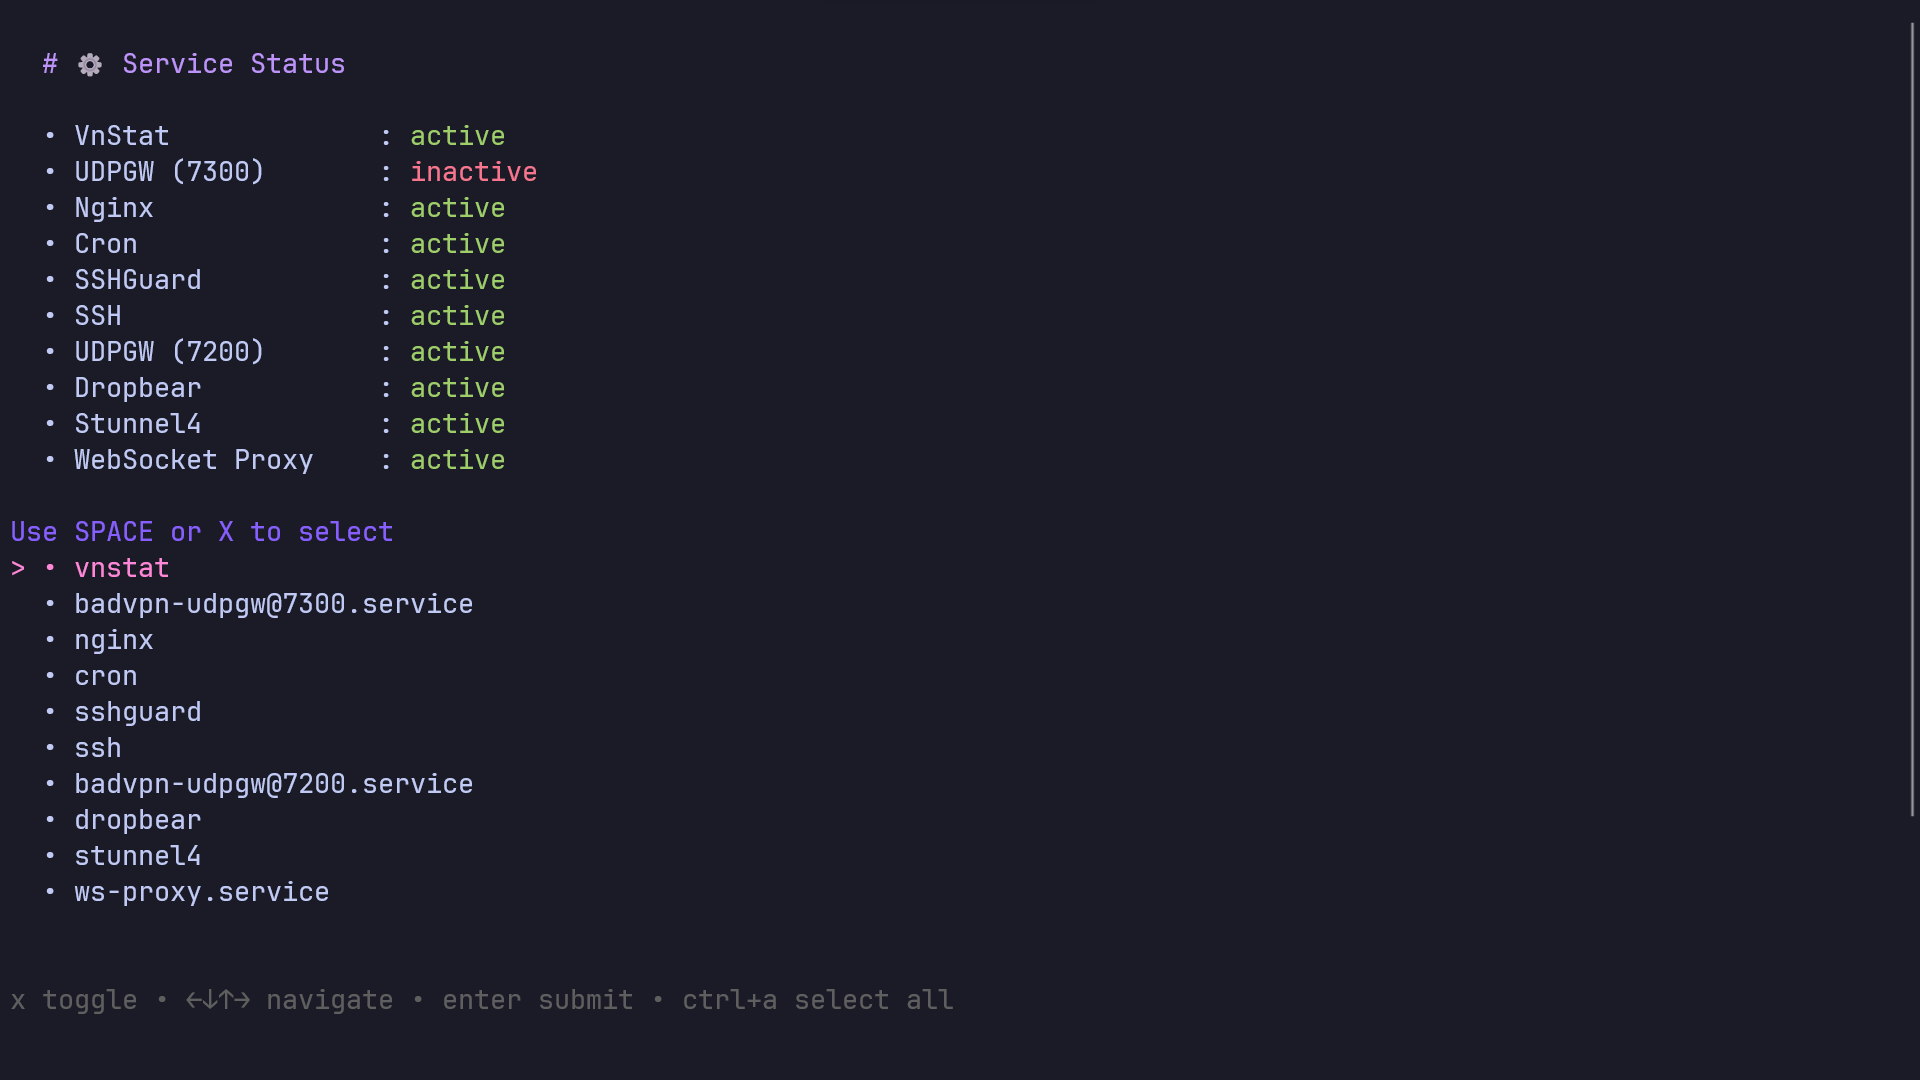 # ⚙ Service Status
• VnStat : active
• UDPGW (7300) : inactive
• Nginx : active
• Cron : active
• SSHGuard : active
• SSH : active
• UDPGW (7200) : active
• Dropbear : active
• Stunnel4 : active
• WebSocket Proxy : active
Use SPACE or X to select
> • vnstat
• badvpn-udpgw@7300.service
• nginx
• cron
• sshguard
• ssh
• badvpn-udpgw@7200.service
• dropbear
• stunnel4
• ws-proxy.service
x toggle • ←↓↑→ navigate • enter submit • ctrl+a select all